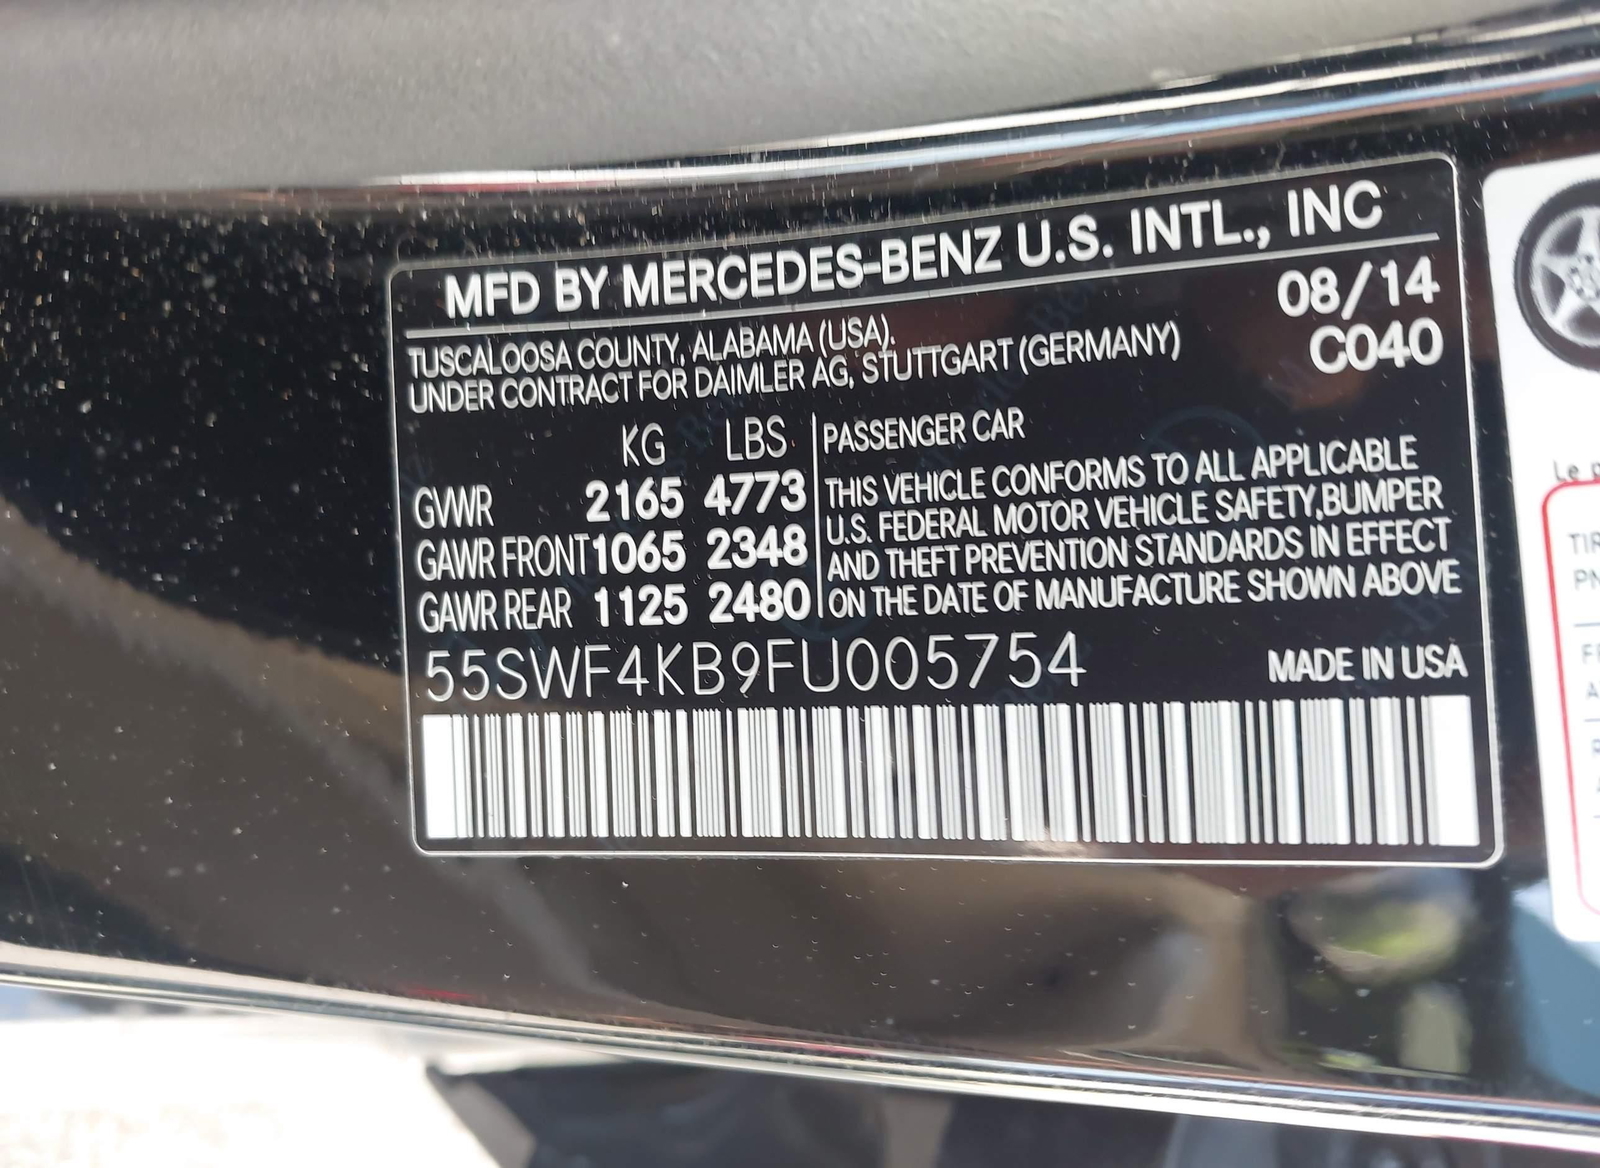 MFD BY MERCEDES-BENZ U.S. INTL., INC
TUSCALOOSA COUNTY, ALABAMA (USA).
UNDER CONTRACT FOR DAIMLER AG, STUTTGART (GERMANY)
08/14
C040
KG LBS
GVWR 2165 4773
GAWR FRONT 1065 2348
GAWR REAR 1125 2480
PASSENGER CAR
THIS VEHICLE CONFORMS TO ALL APPLICABLE
U.S. FEDERAL MOTOR VEHICLE SAFETY,BUMPER
AND THEFT PREVENTION STANDARDS IN EFFECT
ON THE DATE OF MANUFACTURE SHOWN ABOVE
55SWF4KB9FU005754
MADE IN USA
Le